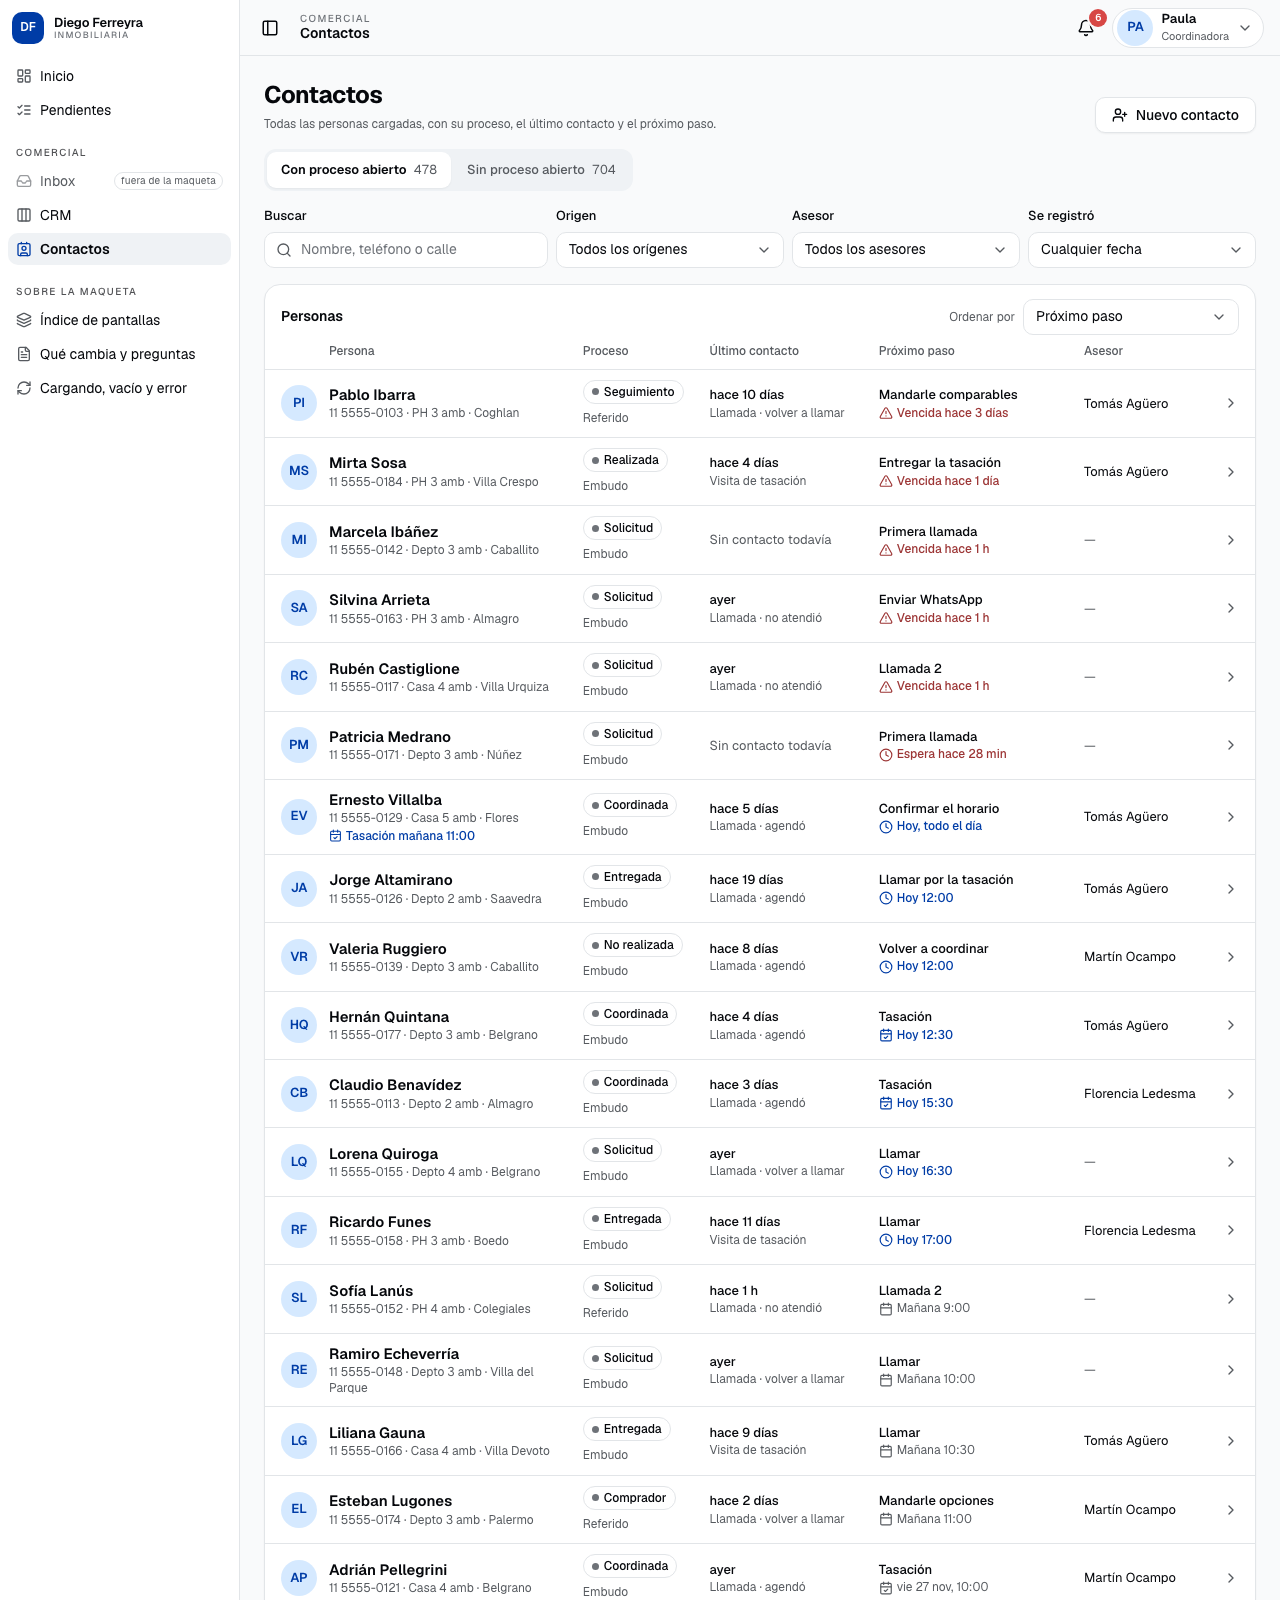 DF
Diego Ferreyra
INMOBILIARIA
Inicio
Pendientes
COMERCIAL
Inbox
fuera de la maqueta
CRM
Contactos
SOBRE LA MAQUETA
Índice de pantallas
Qué cambia y preguntas
Cargando, vacío y error
COMERCIAL
Contactos
6
PA
Paula
Coordinadora
Contactos
Todas las personas cargadas, con su proceso, el último contacto y el próximo paso.
Nuevo contacto
Con proceso abierto 478
Sin proceso abierto 704
Buscar
Origen
Asesor
Se registró
Nombre, teléfono o calle
Todos los orígenes
Todos los asesores
Cualquier fecha
Personas
Ordenar por
Próximo paso
Persona
Proceso
Último contacto
Próximo paso
Asesor
PI
Pablo Ibarra
11 5555-0103 · PH 3 amb · Coghlan
Seguimiento
Referido
hace 10 días
Llamada · volver a llamar
Mandarle comparables
Vencida hace 3 días
Tomás Agüero
MS
Mirta Sosa
11 5555-0184 · PH 3 amb · Villa Crespo
Realizada
Embudo
hace 4 días
Visita de tasación
Entregar la tasación
Vencida hace 1 día
Tomás Agüero
MI
Marcela Ibáñez
11 5555-0142 · Depto 3 amb · Caballito
Solicitud
Embudo
Sin contacto todavía
Primera llamada
Vencida hace 1 h
—
SA
Silvina Arrieta
11 5555-0163 · PH 3 amb · Almagro
Solicitud
Embudo
ayer
Llamada · no atendió
Enviar WhatsApp
Vencida hace 1 h
—
RC
Rubén Castiglione
11 5555-0117 · Casa 4 amb · Villa Urquiza
Solicitud
Embudo
ayer
Llamada · no atendió
Llamada 2
Vencida hace 1 h
—
PM
Patricia Medrano
11 5555-0171 · Depto 3 amb · Núñez
Solicitud
Embudo
Sin contacto todavía
Primera llamada
Espera hace 28 min
—
EV
Ernesto Villalba
11 5555-0129 · Casa 5 amb · Flores
Tasación mañana 11:00
Coordinada
Embudo
hace 5 días
Llamada · agendó
Confirmar el horario
Hoy, todo el día
Tomás Agüero
JA
Jorge Altamirano
11 5555-0126 · Depto 2 amb · Saavedra
Entregada
Embudo
hace 19 días
Llamada · agendó
Llamar por la tasación
Hoy 12:00
Tomás Agüero
VR
Valeria Ruggiero
11 5555-0139 · Depto 3 amb · Caballito
No realizada
Embudo
hace 8 días
Llamada · agendó
Volver a coordinar
Hoy 12:00
Martín Ocampo
HQ
Hernán Quintana
11 5555-0177 · Depto 3 amb · Belgrano
Coordinada
Embudo
hace 4 días
Llamada · agendó
Tasación
Hoy 12:30
Tomás Agüero
CB
Claudio Benavídez
11 5555-0113 · Depto 2 amb · Almagro
Coordinada
Embudo
hace 3 días
Llamada · agendó
Tasación
Hoy 15:30
Florencia Ledesma
LQ
Lorena Quiroga
11 5555-0155 · Depto 4 amb · Belgrano
Solicitud
Embudo
ayer
Llamada · volver a llamar
Llamar
Hoy 16:30
—
RF
Ricardo Funes
11 5555-0158 · PH 3 amb · Boedo
Entregada
Embudo
hace 11 días
Visita de tasación
Llamar
Hoy 17:00
Florencia Ledesma
SL
Sofía Lanús
11 5555-0152 · PH 4 amb · Colegiales
Solicitud
Referido
hace 1 h
Llamada · no atendió
Llamada 2
Mañana 9:00
—
RE
Ramiro Echeverría
11 5555-0148 · Depto 3 amb · Villa del
Parque
Solicitud
Embudo
ayer
Llamada · volver a llamar
Llamar
Mañana 10:00
—
LG
Liliana Gauna
11 5555-0166 · Casa 4 amb · Villa Devoto
Entregada
Embudo
hace 9 días
Visita de tasación
Llamar
Mañana 10:30
Tomás Agüero
EL
Esteban Lugones
11 5555-0174 · Depto 3 amb · Palermo
Comprador
Referido
hace 2 días
Llamada · volver a llamar
Mandarle opciones
Mañana 11:00
Martín Ocampo
AP
Adrián Pellegrini
11 5555-0121 · Casa 4 amb · Belgrano
Coordinada
Embudo
ayer
Llamada · agendó
Tasación
vie 27 nov, 10:00
Martín Ocampo